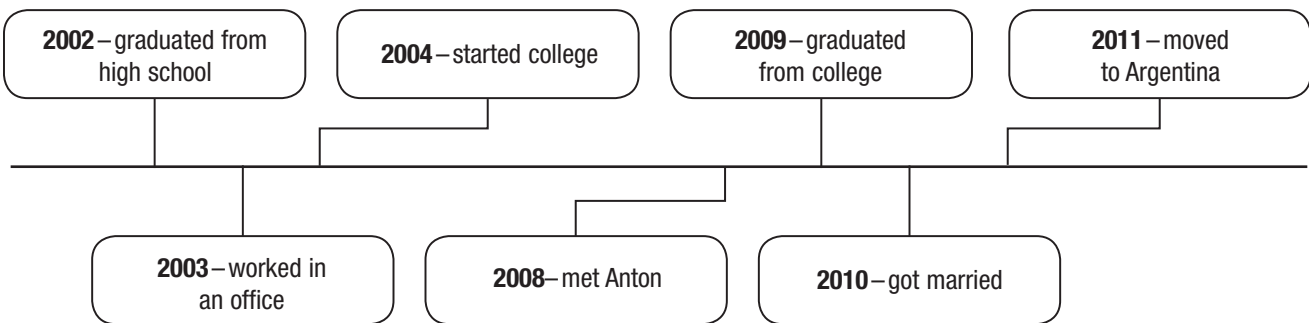 2002 – graduated from
high school
2004 – started college
2009 – graduated
from college
2011 – moved
to Argentina
2003 – worked in
an office
2008 – met Anton
2010 – got married